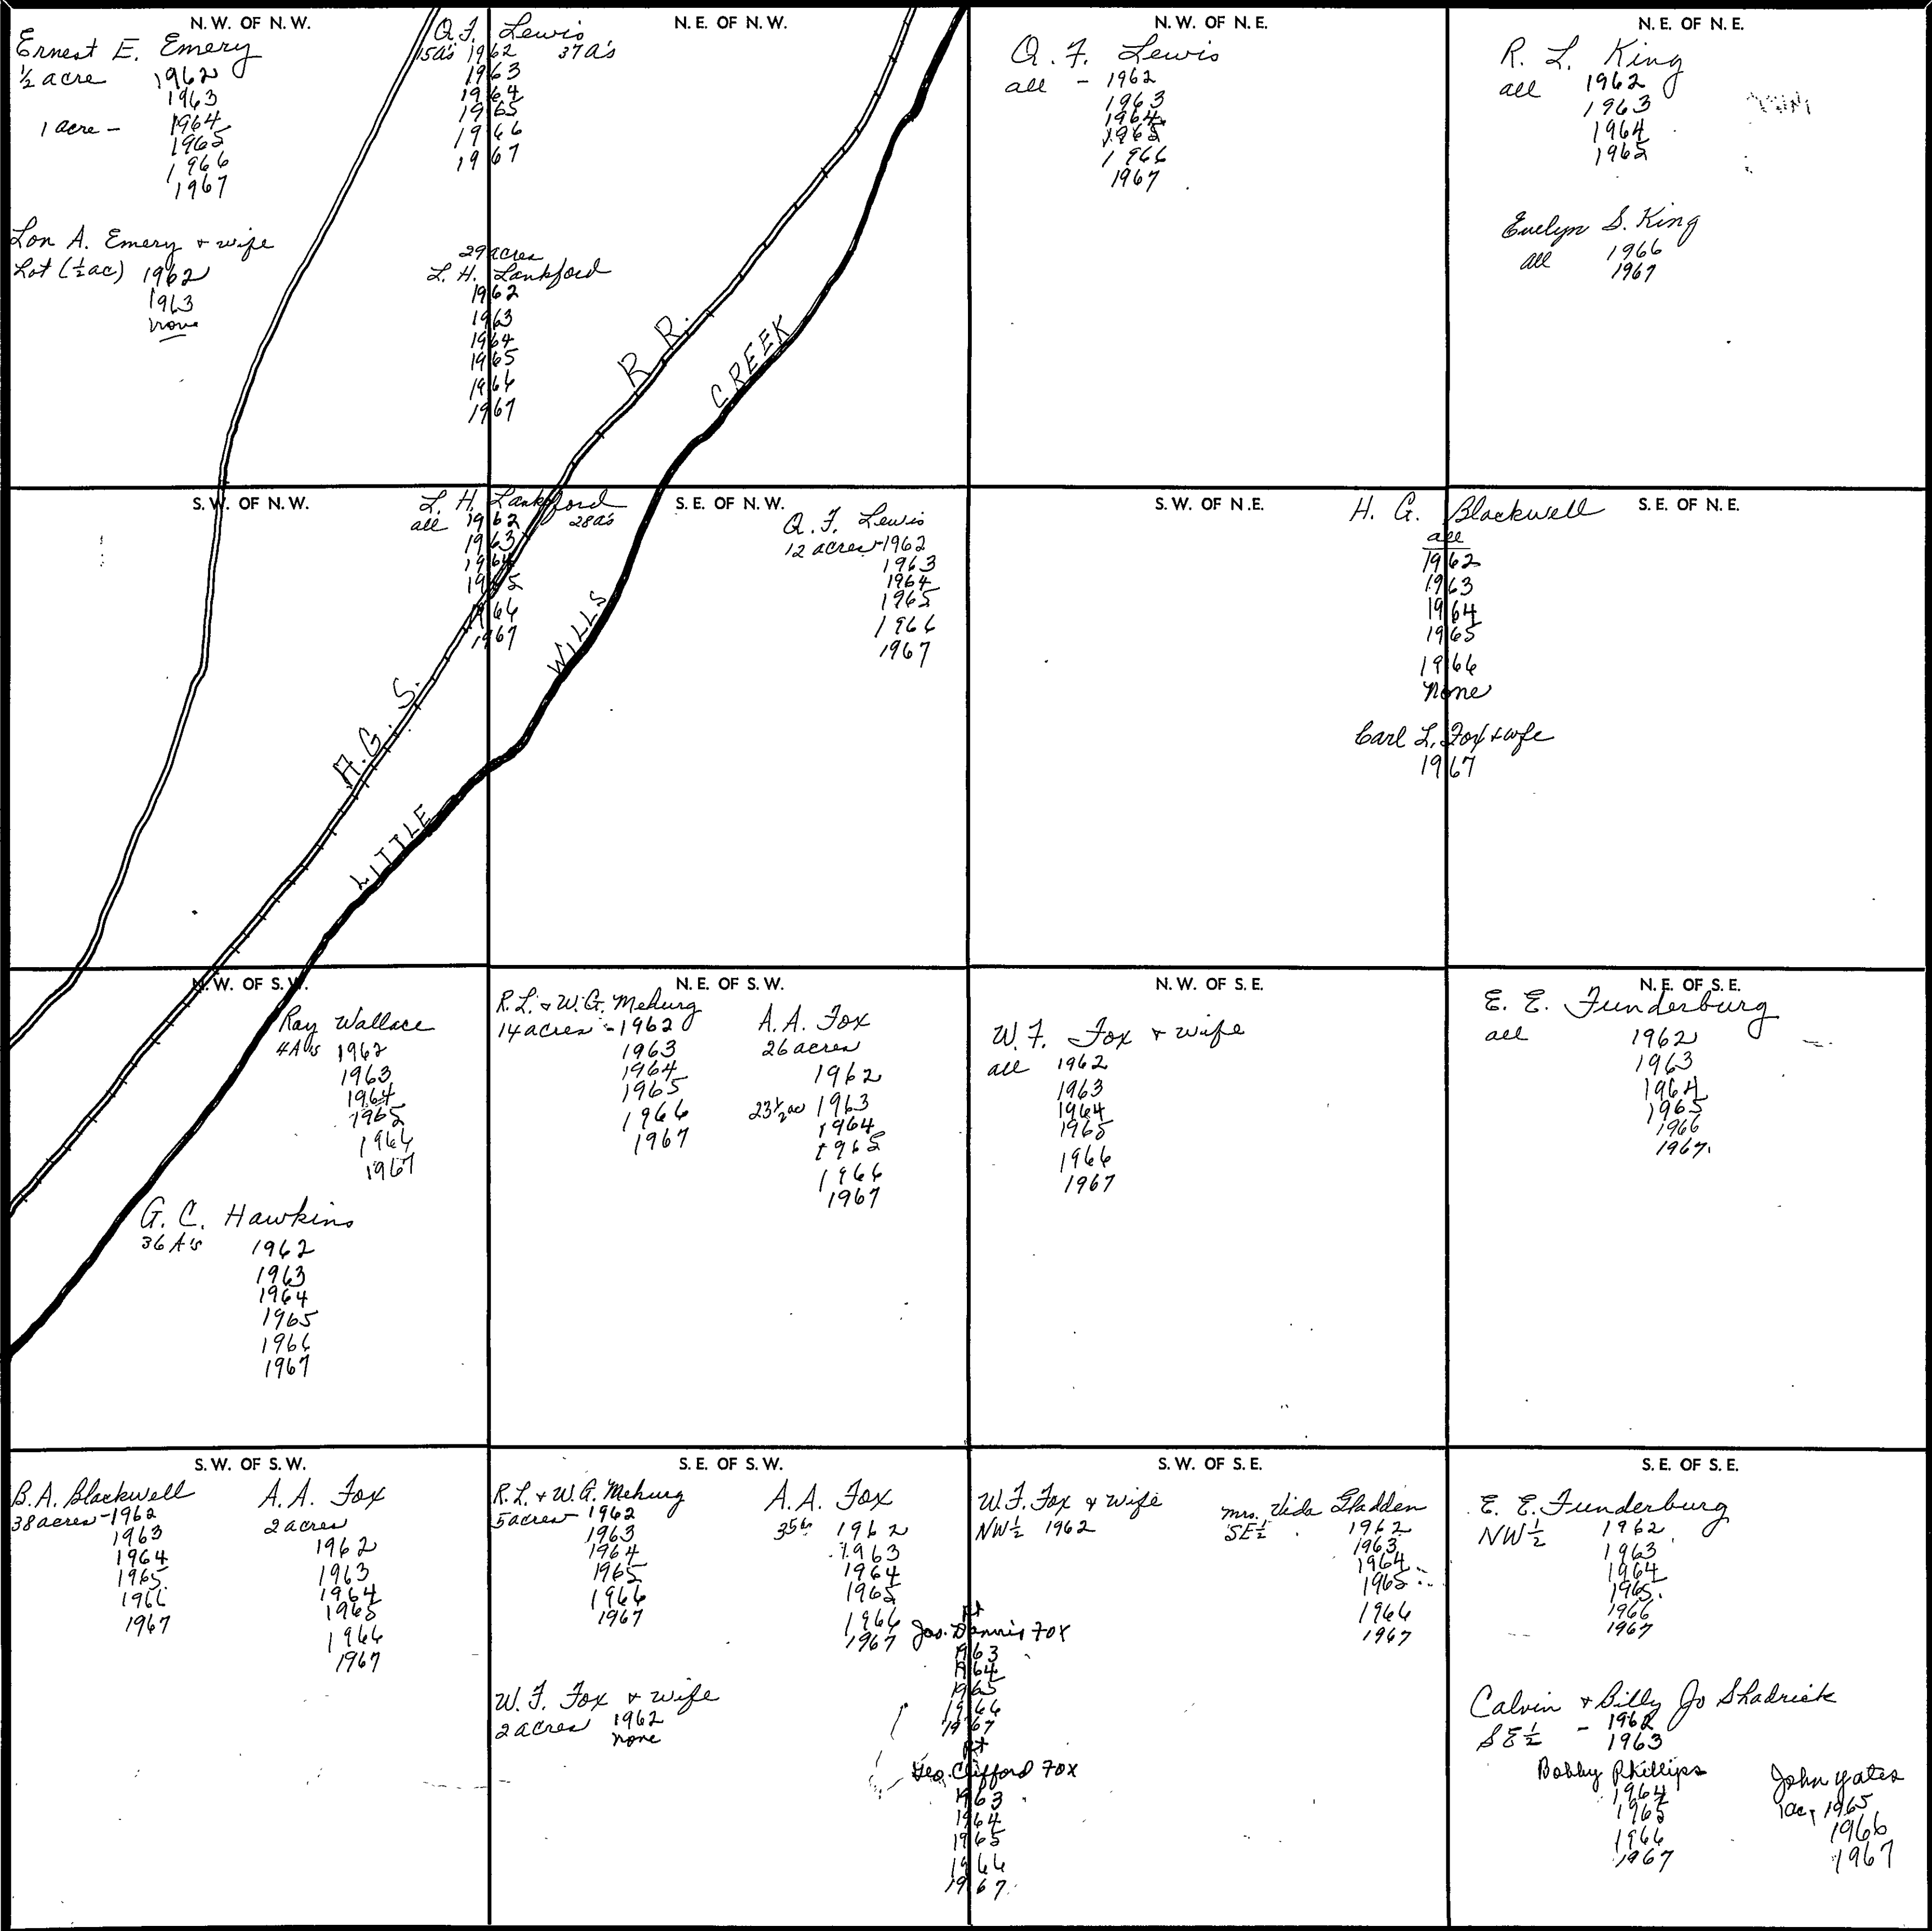 N. W. OF N. W.
Ernest E. Emery
½ acre 1962
1963
1 acre - 1964
1965
1966
1967
Lon A. Emery + wife
Lot (½ac) 1962
1963
none
N. E. OF N. W.
Q. F. Lewis
15a's 1962 37a's
1963
1964
1965
1966
1967
29 acres
L. H. Lankford
1962
1963
1964
1965
1966
1967
R. R.
CREEK
N. W. OF N. E.
Q. F. Lewis
all - 1962
1963
1964
1965
1966
1967
N. E. OF N. E.
R. L. King
all 1962
1963
1964
1965
Evelyn S. King
all 1966
1967
S. W. OF N. W.
L. H. Lankford
all 1962 28a's
1963
1964
1965
1966
1967
A. G. S.
LITTLE
WILLS
S. E. OF N. W.
Q. F. Lewis
12 acres - 1962
1963
1964
1965
1966
1967
S. W. OF N. E.
S. E. OF N. E.
H. G. Blackwell
all
1962
1963
1964
1965
1966
none
Carl L. Fox + wife
1967
N. W. OF S. W.
Ray Wallace
4A's 1962
1963
1964
1965
1966
1967
G. C. Hawkins
36 A's 1962
1963
1964
1965
1966
1967
N. E. OF S. W.
R. L. + W. G.
14 acres - 1962
1963
1964
1965
1966
1967
A. A. Fox
26 acres
1962
23½ ac 1963
1964
1965
1966
1967
N. W. OF S. E.
W. F. Fox + wife
all 1962
1963
1964
1965
1966
1967
N. E. OF S. E.
E. E. Funderburg
all 1962
1963
1964
1965
1966
1967
S. W. OF S. W.
B. A. Blackwell
38 acres - 1962
1963
1964
1965
1966
1967
A. A. Fox
2 acres
1962
1963
1964
1965
1966
1967
S. E. OF S. W.
R. L. + W. G.
5 acres - 1962
1963
1964
1965
1966
1967
A. A. Fox
1962
1963
1964
1965
1966
1967
W. F. Fox + wife
2 acres 1962
none
pt
Jas. Dennis Fox
1963
1964
1965
1966
1967
pt
Geo. Clifford Fox
1963
1964
1965
1966
1967
S. W. OF S. E.
W. F. Fox + wife
NW½ 1962
Mrs. Vida Gladden
SE½ 1962
1963
1964
1965
1966
1967
S. E. OF S. E.
E. E. Funderburg
NW½ 1962
1963
1964
1965
1966
1967
Calvin + Billy Jo Shadrick
SE½ - 1962
1963
Bobby Phillips
1964
1965
1966
1967
John Yates
1ac, 1965
1966
1967